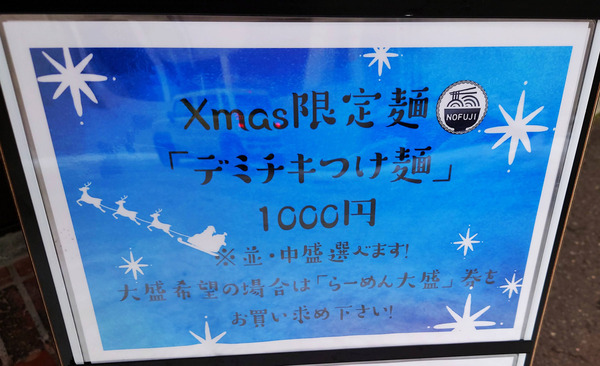 Xmas限定麺
NOFUJI
「デミチキつけ麺」
1000円
※並・中盛選べます!
大盛希望の場合は「らーめん大盛」券を
お買い求め下さい!